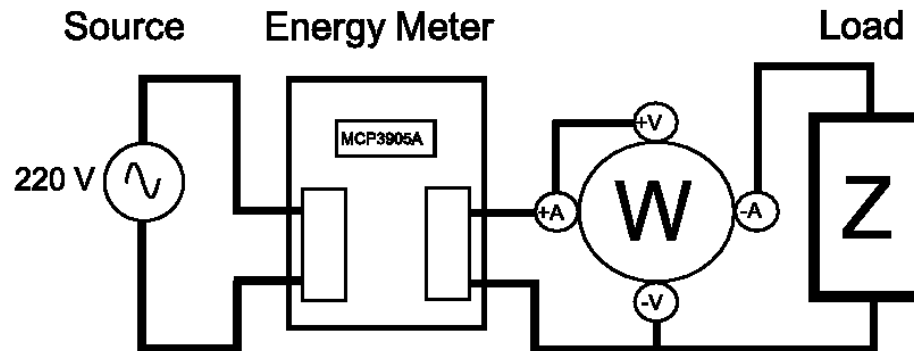 Source
Energy Meter
Load
MCP3905A
220 V
+V
+A
W
-A
-V
Z